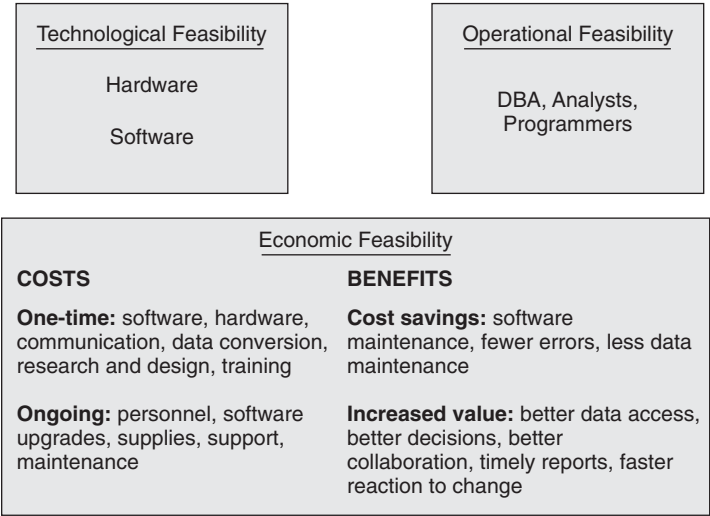 Technological Feasibility
Hardware
Software
Operational Feasibility
DBA, Analysts,
Programmers
Economic Feasibility
COSTS
One-time: software, hardware,
communication, data conversion,
research and design, training
Ongoing: personnel, software
upgrades, supplies, support,
maintenance
BENEFITS
Cost savings: software
maintenance, fewer errors, less data
maintenance
Increased value: better data access,
better decisions, better
collaboration, timely reports, faster
reaction to change